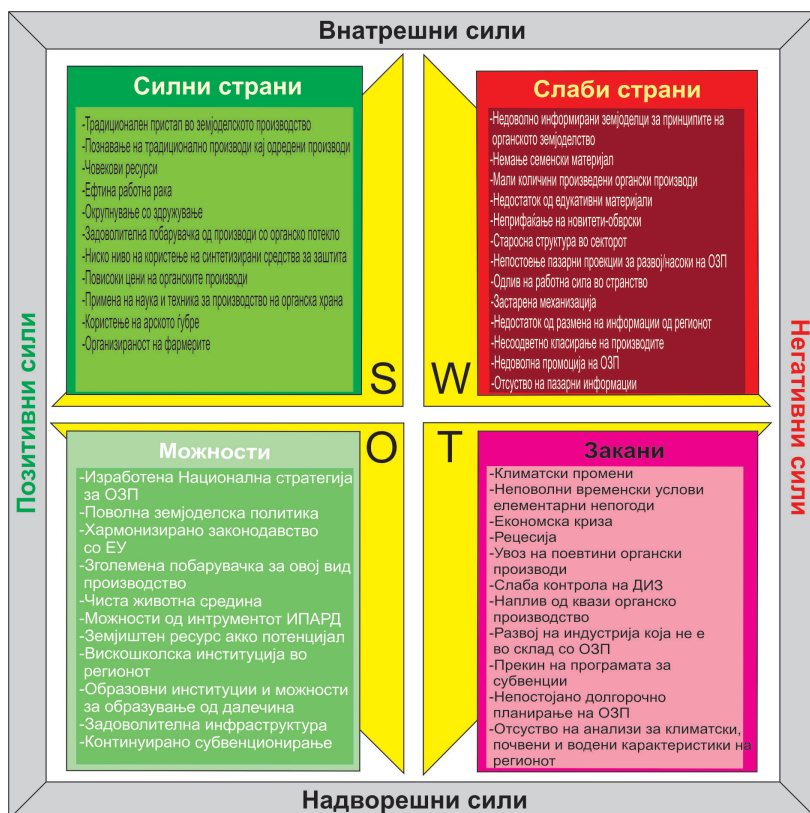 Внатрешни сили
Позитивни сили
Силни страни
-Традиционален пристап во земјоделското производство
-Познавање на традиционално производи кај одредени производи
-Човекови ресурси
-Ефтина работна рака
-Окрупнување со здружување
-Задоволителна побарувачка од производи со органско потекло
-Ниско ниво на користење на синтетизирани средства за заштита
-Повисоки цени на органските производи
-Примена на наука и техника за производство на органска храна
-Користење на арското ѓубре
-Организираност на фармерите
S
Слаби страни
-Недоволно информирани земјоделци за принципите на
органското земјоделство
-Немање семенски материјал
-Мали количини произведени органски производи
-Недостаток од едукативни материјали
-Неприфаќање на новитети-обврски
-Старосна структура во секторот
-Непостоење пазарни проекции за развој/насоки на ОЗП
-Одлив на работна сила во странство
-Застарена механизација
-Недостаток од размена на информации од регионот
-Несоодветно класирање на производите
-Недоволна промоција на ОЗП
-Отсуство на пазарни информации
W
Негативни сили
Можности
-Изработена Национална стратегија
за ОЗП
-Поволна земјоделска политика
-Хармонизирано законодавство
со ЕУ
-Зголемена побарувачка за овој вид
производство
-Чиста животна средина
-Можности од интрументот ИПАРД
-Земјиштен ресурс акко потенцијал
-Вискошколска институција во
регионот
-Образовни институции и можности
за образување од далечина
-Задоволителна инфраструктура
-Континуирано субвенционирање
O
T
Закани
-Климатски промени
-Неповолни временски услови
елементарни непогоди
-Економска криза
-Рецесија
-Увоз на поевтини органски
производи
-Слаба контрола на ДИЗ
-Наплив од квази органско
производство
-Развој на индустрија која не е
во склад со ОЗП
-Прекин на програмата за
субвенции
-Непостојано долгорочно
планирање на ОЗП
-Отсуство на анализи за климатски,
почвени и водени карактеристики на
регионот
Надворешни сили